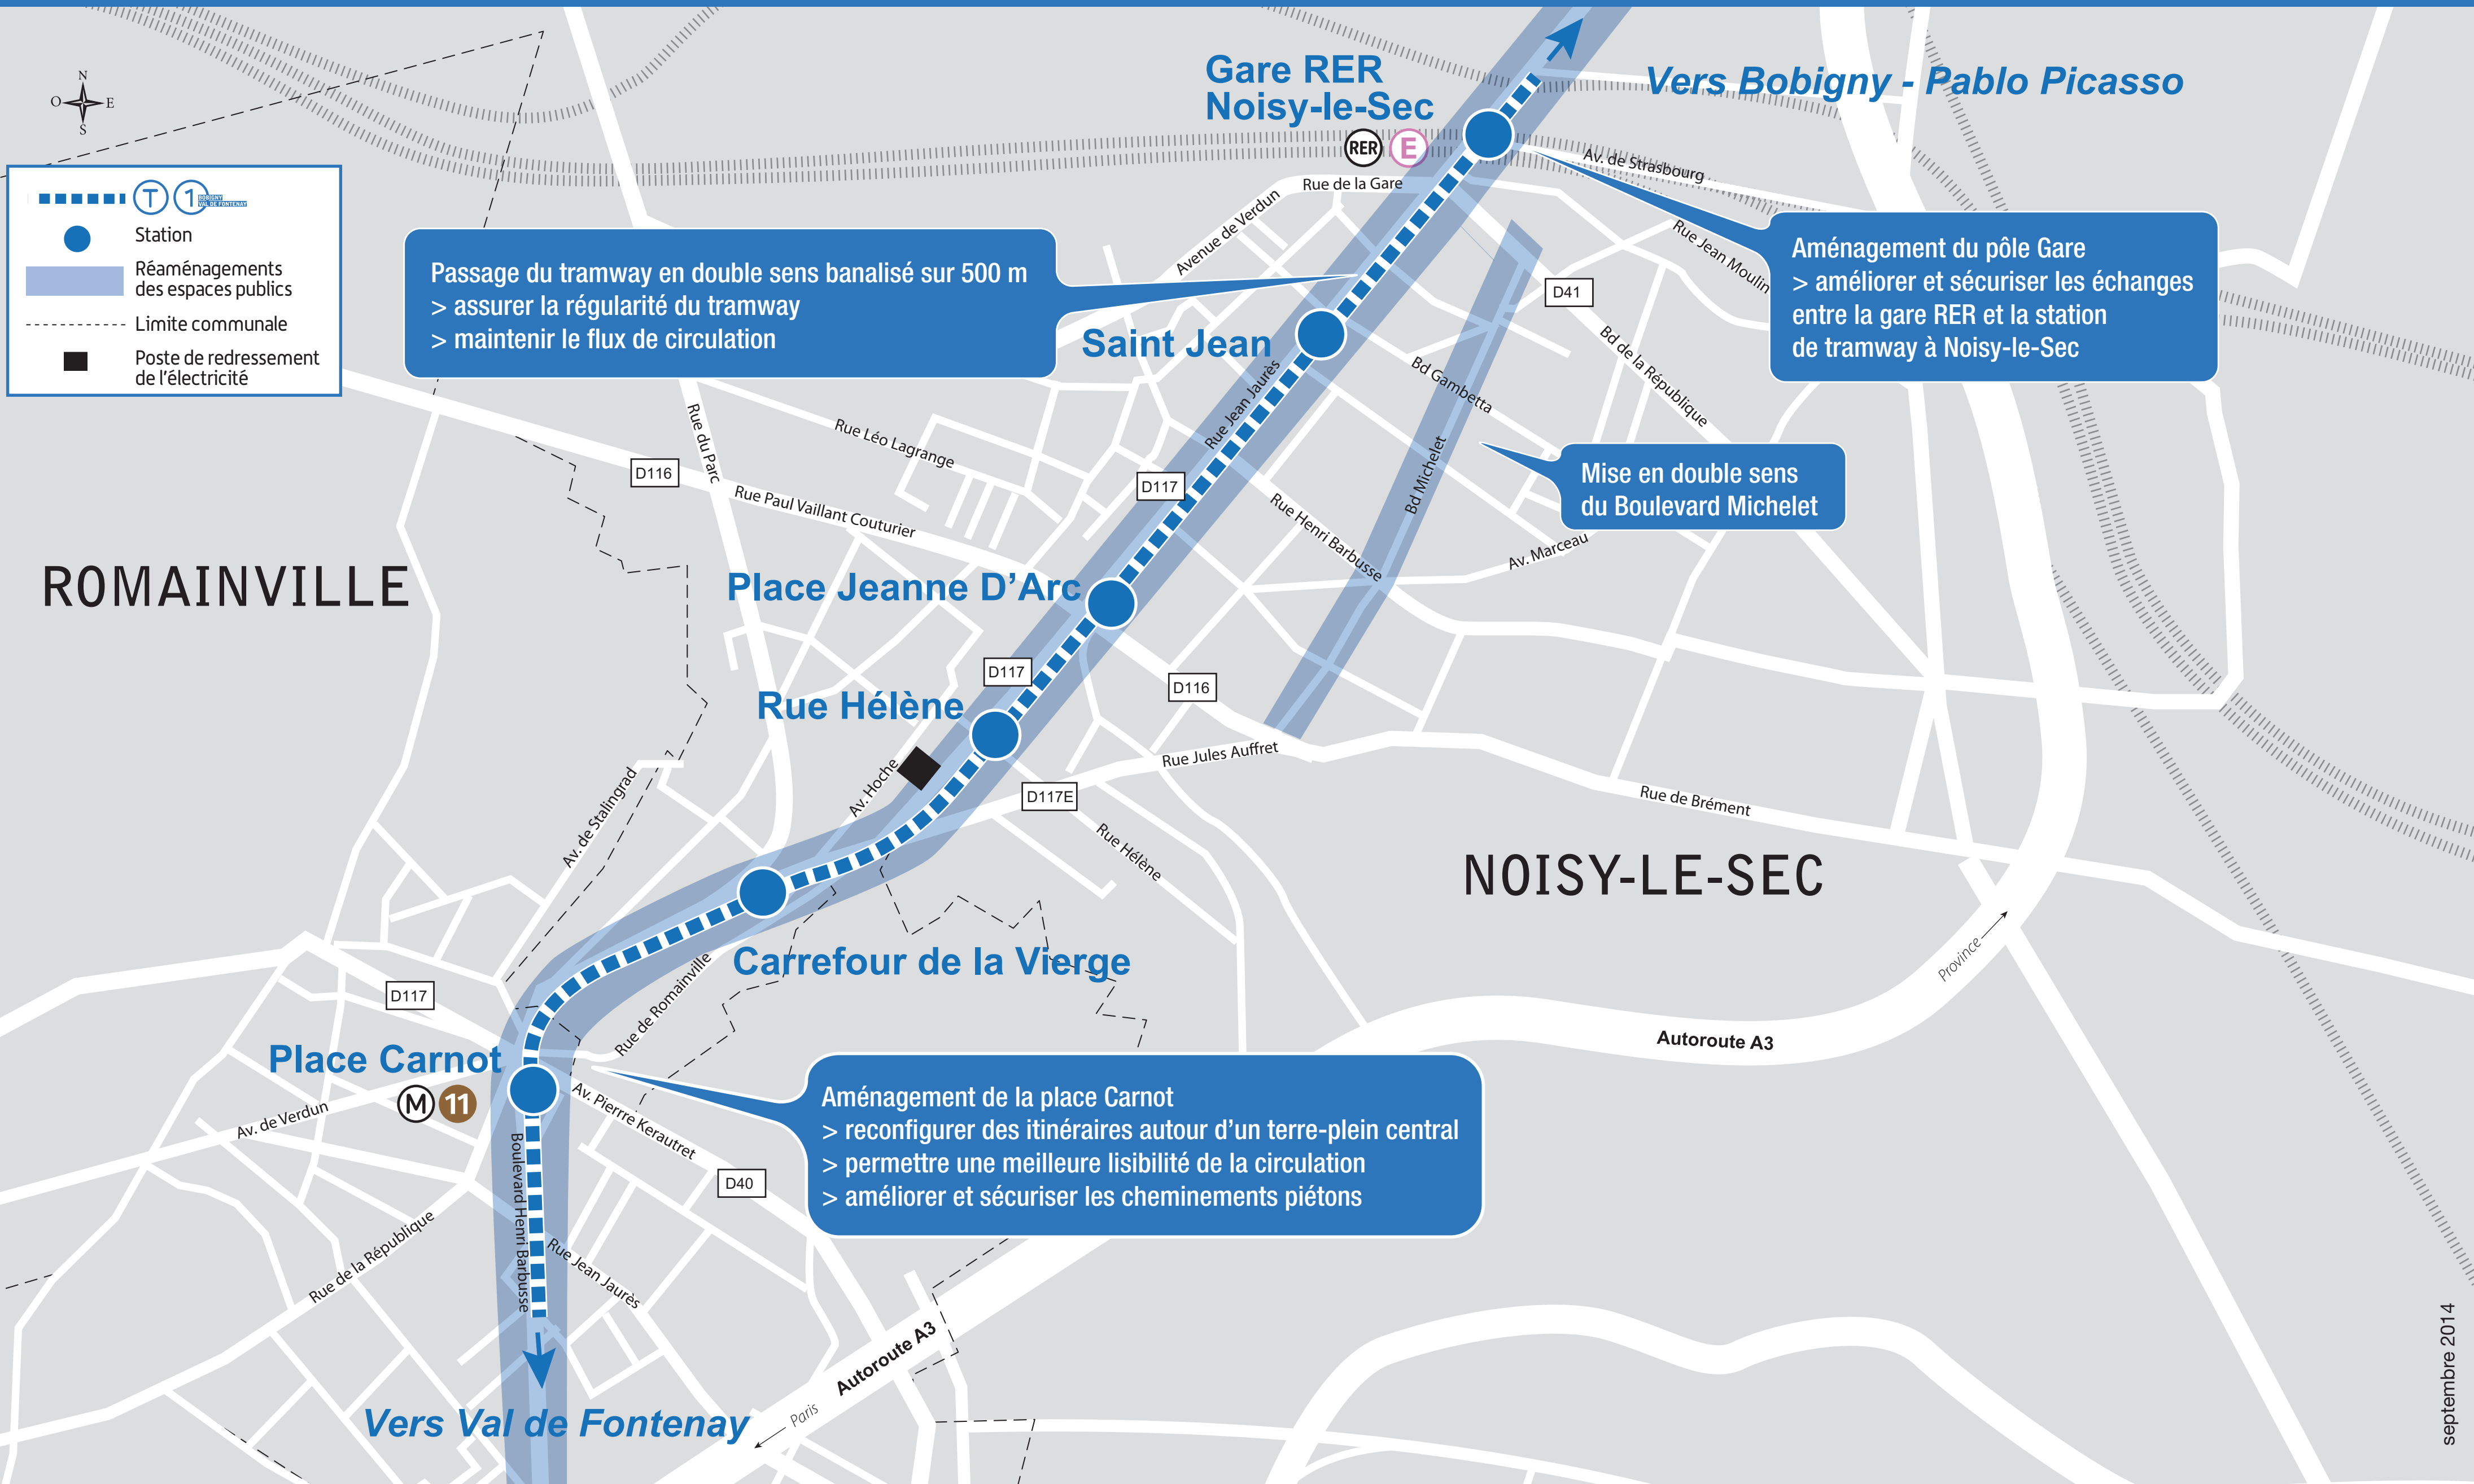 N
O E
S
T 1 BOBIGNY
VAL DE FONTENAY
Station
Réaménagements
des espaces publics
Limite communale
Poste de redressement
de l'électricité
Gare RER
Noisy-le-Sec
RER E
Vers Bobigny - Pablo Picasso
Av. de Strasbourg
Rue de la Gare
Avenue de Verdun
Rue Jean Moulin
Passage du tramway en double sens banalisé sur 500 m
> assurer la régularité du tramway
> maintenir le flux de circulation
Aménagement du pôle Gare
> améliorer et sécuriser les échanges
entre la gare RER et la station
de tramway à Noisy-le-Sec
D41
Saint Jean
Bd de la République
Bd Gambetta
Rue Jean Jaurès
Rue du Parc
Rue Léo Lagrange
D116
Rue Paul Vaillant Couturier
D117
Bd Michelet
Mise en double sens
du Boulevard Michelet
Rue Henri Barbusse
Av. Marceau
ROMAINVILLE
Place Jeanne D'Arc
D117
D116
Rue Hélène
Rue Jules Auffret
Av. Hoche
D117E
Rue de Brément
Av. de Stalingrad
Rue Hélène
NOISY-LE-SEC
Carrefour de la Vierge
Province
D117
Rue de Romainville
Autoroute A3
Place Carnot
M 11
Av. de Verdun
Av. Pierrre Kerautret
Aménagement de la place Carnot
> reconfigurer des itinéraires autour d'un terre-plein central
> permettre une meilleure lisibilité de la circulation
> améliorer et sécuriser les cheminements piétons
D40
Boulevard Henri Barbusse
Rue de la République
Rue Jean Jaurès
Autoroute A3
Paris
Vers Val de Fontenay
septembre 2014